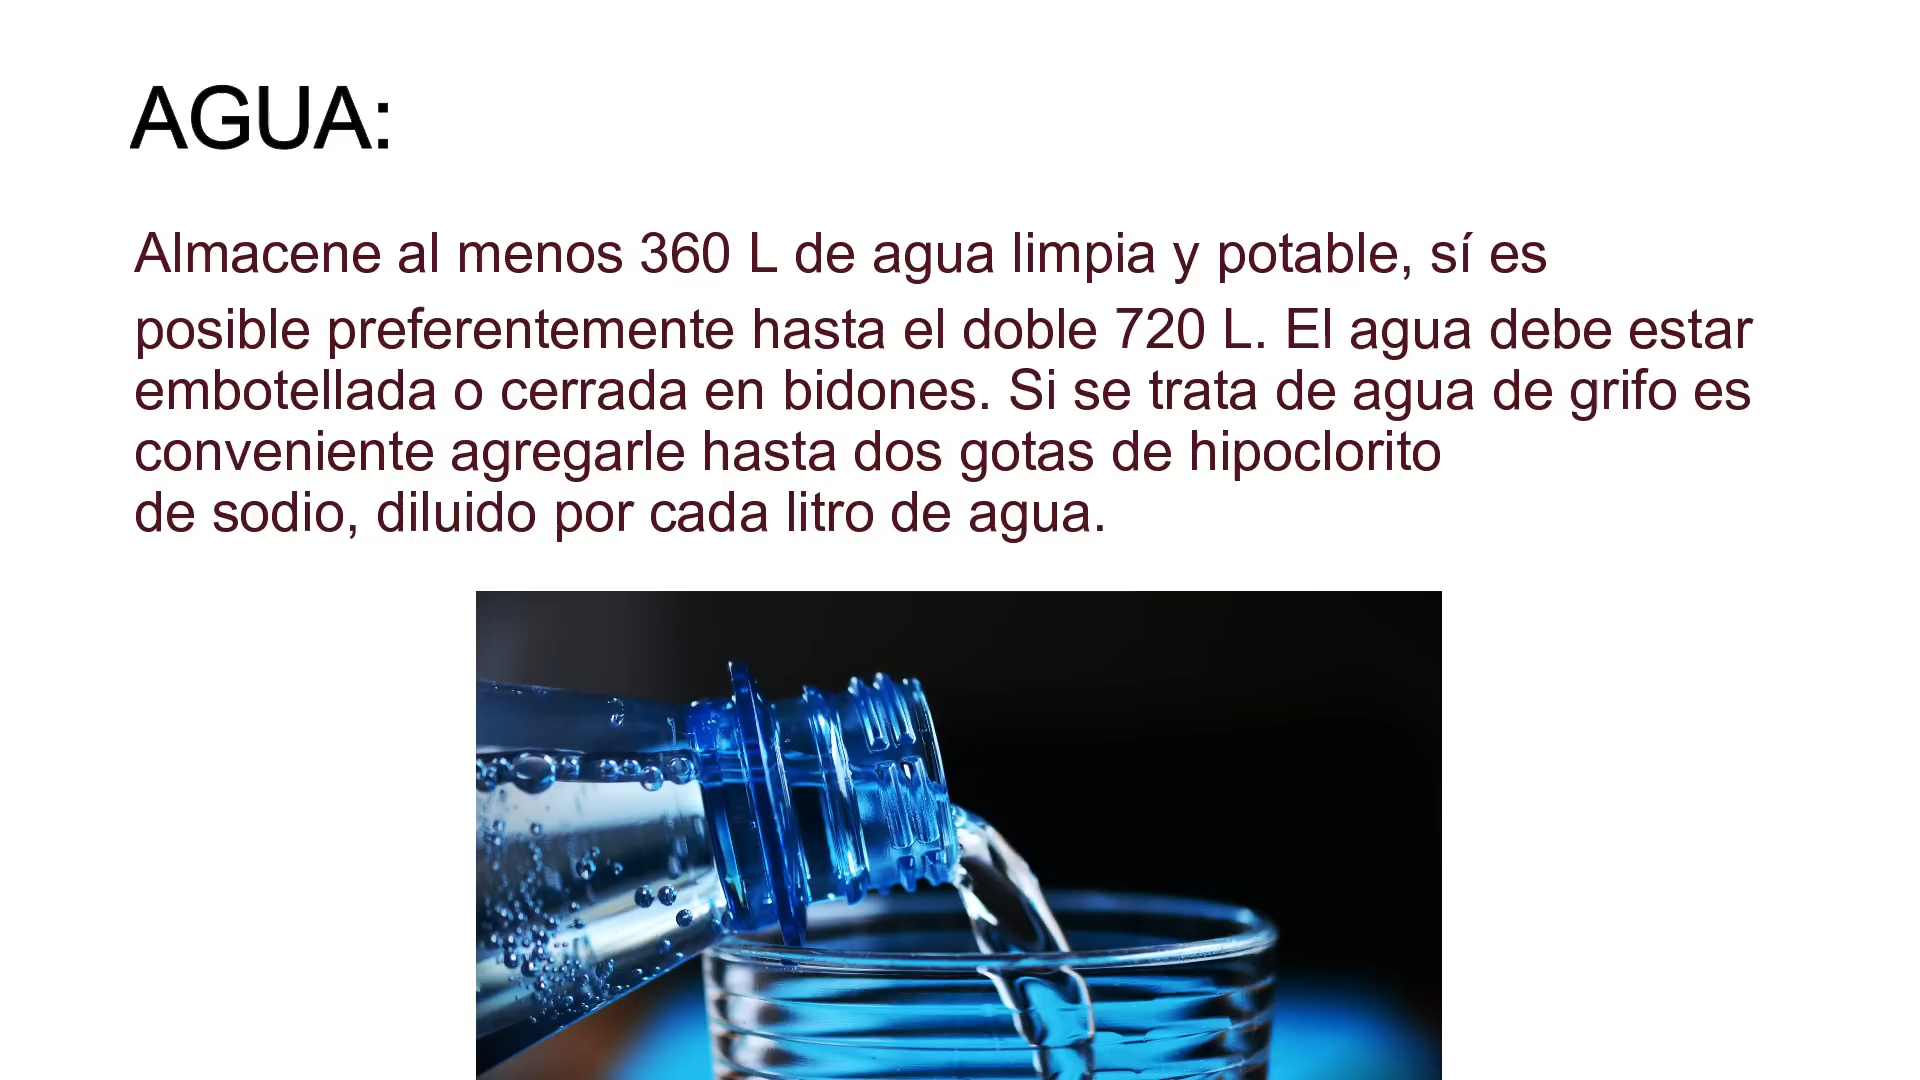 AGUA:
Almacene al menos 360 L de agua limpia y potable, sí es
posible preferentemente hasta el doble 720 L. El agua debe estar
embotellada o cerrada en bidones. Si se trata de agua de grifo es
conveniente agregarle hasta dos gotas de hipoclorito
de sodio, diluido por cada litro de agua.